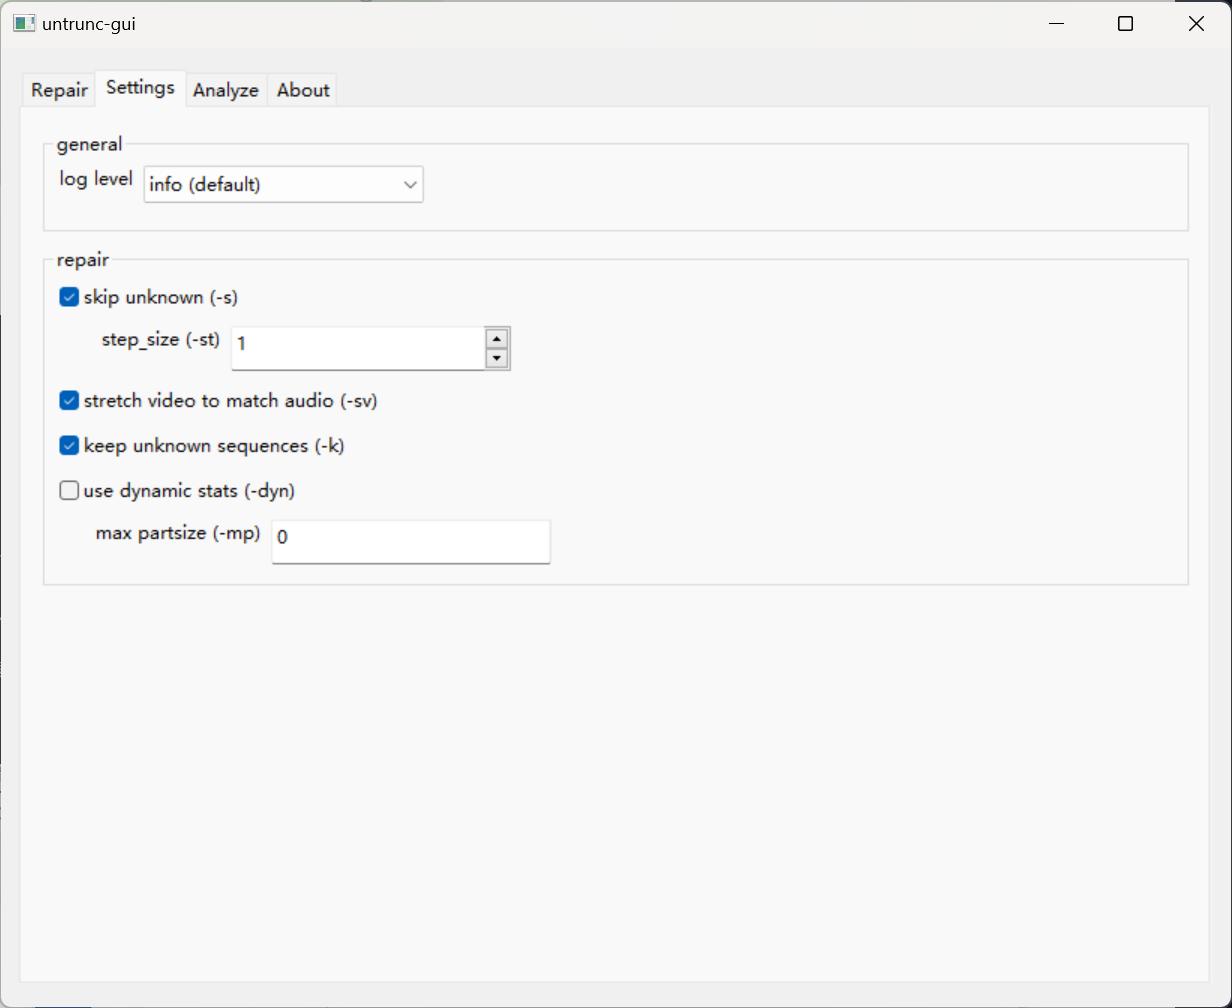 untrunc-gui
Repair Settings Analyze About
general
log level info (default)
repair
skip unknown (-s)
step_size (-st) 1
stretch video to match audio (-sv)
keep unknown sequences (-k)
use dynamic stats (-dyn)
max partsize (-mp) 0